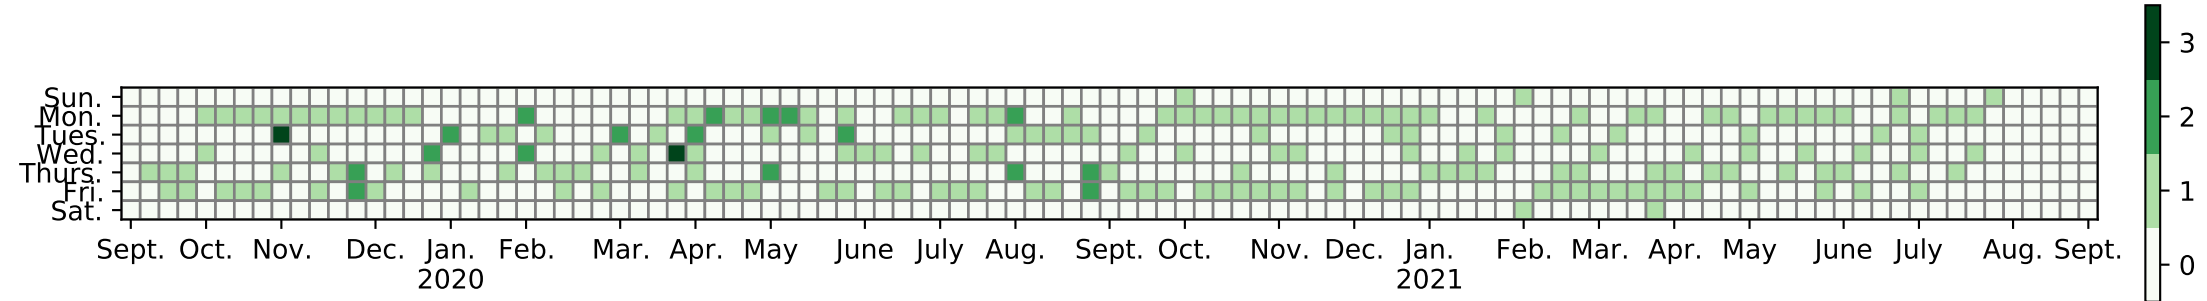 Sun.
Mon.
Tues.
Wed.
Thurs.
Fri.
Sat.
Sept. Oct. Nov. Dec. Jan. Feb. Mar. Apr. May June July Aug. Sept. Oct. Nov. Dec. Jan. Feb. Mar. Apr. May June July Aug. Sept.
2020 2021
3
2
1
0